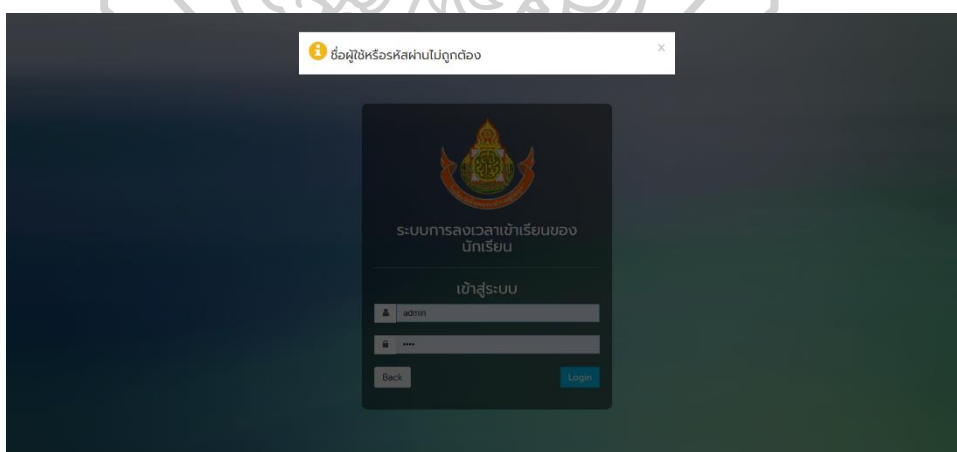 ชื่อผู้ใช้หรือรหัสผ่านไม่ถูกต้อง
x
ระบบการลงเวลาเข้าเรียนของ
นักเรียน
เข้าสู่ระบบ
admin
••••
Back Login